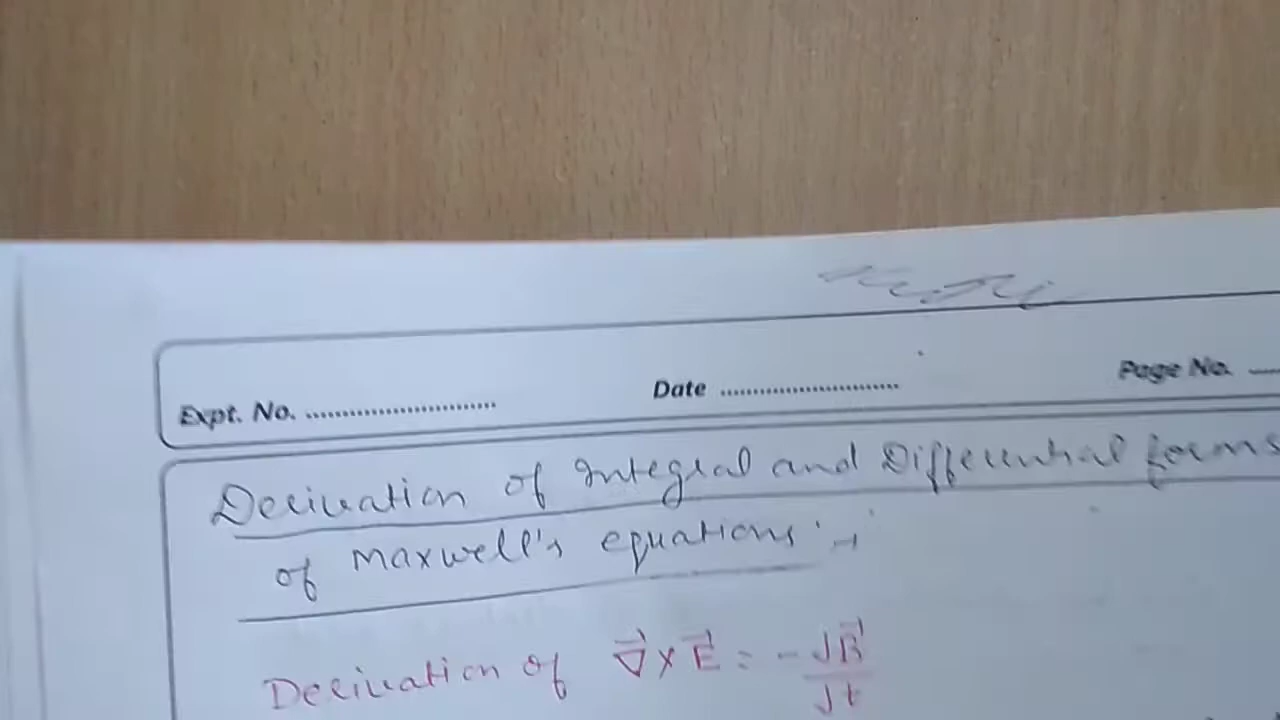 Expt. No. ............................ Date ............................ Page No.
Derivation of Integral and Differential forms
of Maxwell's equations :-
Derivation of ∇⃗ × E⃗ = -∂B⃗/∂t